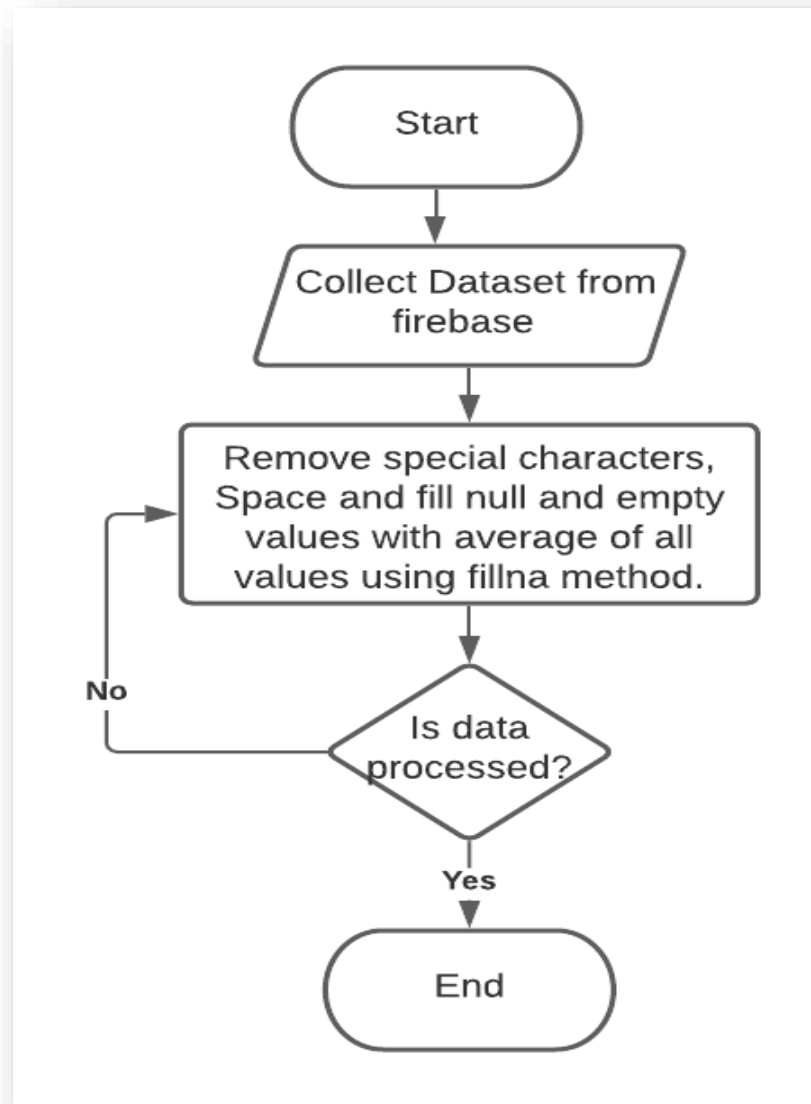 Start
Collect Dataset from
firebase
Remove special characters,
Space and fill null and empty
values with average of all
values using fillna method.
No
Is data
processed?
Yes
End